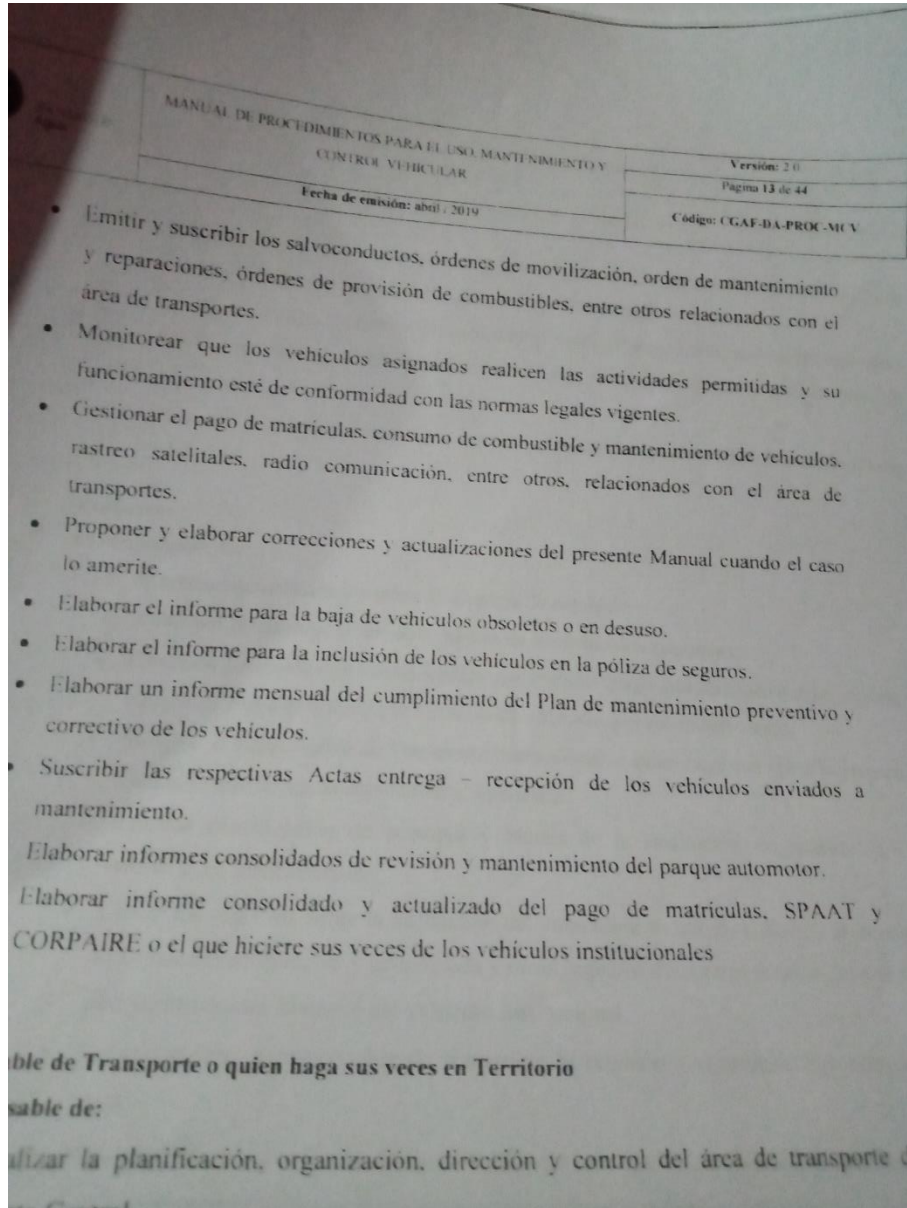 MANUAL DE PROCEDIMIENTOS PARA EL USO, MANTENIMIENTO Y
CONTROL VEHICULAR
Fecha de emisión: abril , 2019
Versión: 2.0
Página 13 de 44
Código: CGAF-DA-PROC-MCV
• Emitir y suscribir los salvoconductos, órdenes de movilización, orden de mantenimiento
y reparaciones, órdenes de provisión de combustibles, entre otros relacionados con el
área de transportes.
• Monitorear que los vehículos asignados realicen las actividades permitidas y su
funcionamiento esté de conformidad con las normas legales vigentes.
• Gestionar el pago de matrículas, consumo de combustible y mantenimiento de vehículos,
rastreo satelitales, radio comunicación, entre otros, relacionados con el área de
transportes.
• Proponer y elaborar correcciones y actualizaciones del presente Manual cuando el caso
lo amerite.
• Elaborar el informe para la baja de vehículos obsoletos o en desuso.
• Elaborar el informe para la inclusión de los vehículos en la póliza de seguros.
• Elaborar un informe mensual del cumplimiento del Plan de mantenimiento preventivo y
correctivo de los vehículos.
• Suscribir las respectivas Actas entrega – recepción de los vehículos enviados a
mantenimiento.
Elaborar informes consolidados de revisión y mantenimiento del parque automotor.
Elaborar informe consolidado y actualizado del pago de matrículas, SPAAT y
CORPAIRE o el que hiciere sus veces de los vehículos institucionales
able de Transporte o quien haga sus veces en Territorio
sable de:
alizar la planificación, organización, dirección y control del área de transporte